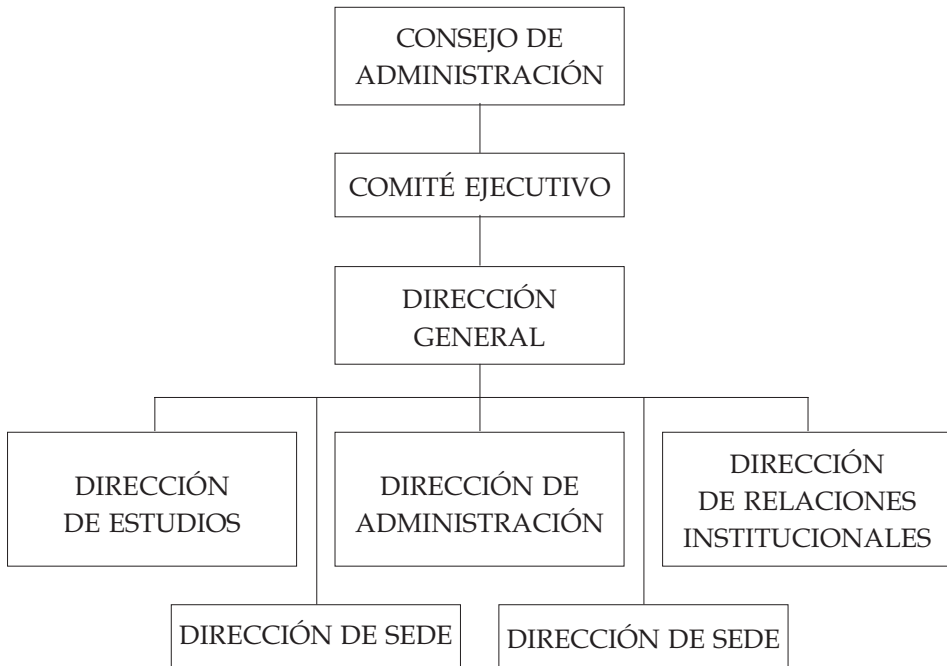 CONSEJO DE
ADMINISTRACIÓN
COMITÉ EJECUTIVO
DIRECCIÓN
GENERAL
DIRECCIÓN
DE ESTUDIOS
DIRECCIÓN DE
ADMINISTRACIÓN
DIRECCIÓN
DE RELACIONES
INSTITUCIONALES
DIRECCIÓN DE SEDE
DIRECCIÓN DE SEDE